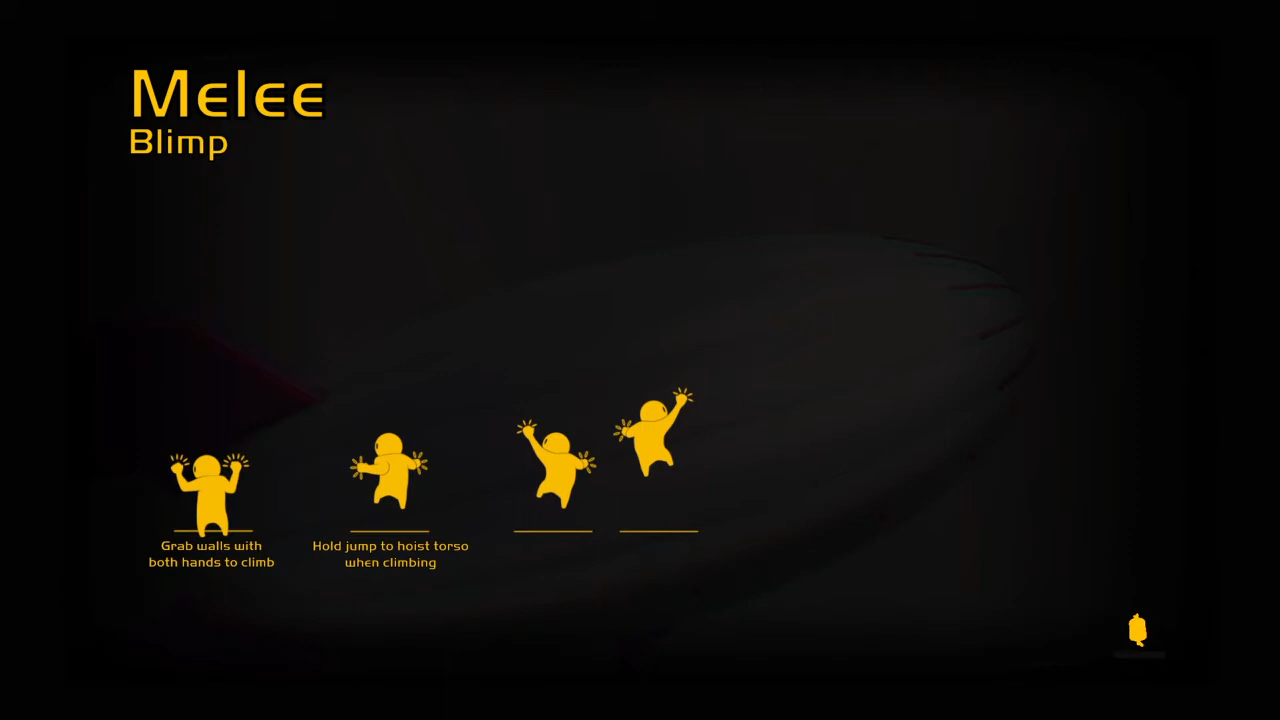 Melee
Blimp
Grab walls with
both hands to climb
Hold jump to hoist torso
when climbing